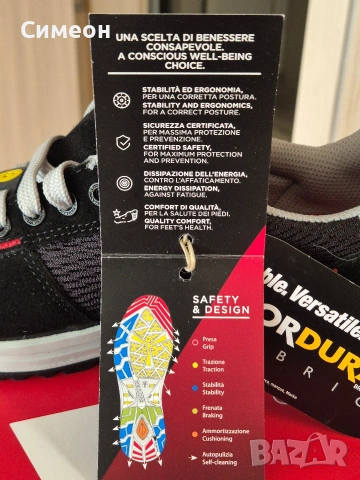 Симеон
UNA SCELTA DI BENESSERE
CONSAPEVOLE.
A CONSCIOUS WELL-BEING
CHOICE.
STABILITÀ ED ERGONOMIA,
PER UNA CORRETTA POSTURA.
STABILITY AND ERGONOMICS,
FOR A CORRECT POSTURE.
SICUREZZA CERTIFICATA,
PER MASSIMA PROTEZIONE
E PREVENZIONE.
CERTIFIED SAFETY,
FOR MAXIMUM PROTECTION
AND PREVENTION.
DISSIPAZIONE DELL'ENERGIA,
CONTRO L'AFFATICAMENTO.
ENERGY DISSIPATION,
AGAINST FATIGUE.
COMFORT DI QUALITÀ,
PER LA SALUTE DEI PIEDI.
QUALITY COMFORT,
FOR FEET'S HEALTH.
SAFETY
& DESIGN
Presa
Grip
Trazione
Traction
Stabilità
Stability
Frenata
Braking
Ammortizzazione
Cushioning
Autopulizia
Self-cleaning
ble. Versatile.
ORDURA
BRIC
BAZAR